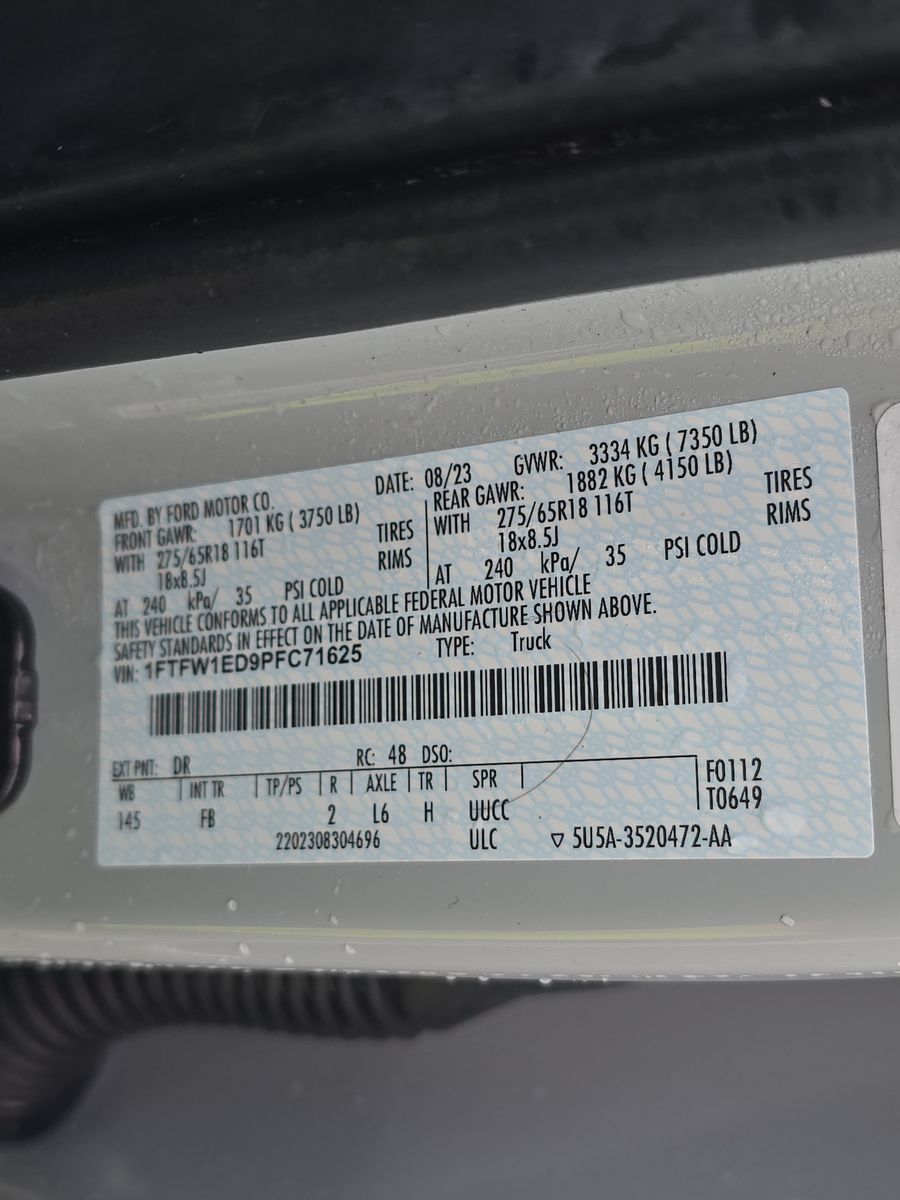 MFD. BY FORD MOTOR CO. DATE: 08/23 GVWR: 3334 KG ( 7350 LB)
FRONT GAWR: 1701 KG ( 3750 LB) REAR GAWR: 1882 KG ( 4150 LB)
WITH 275/65R18 116T TIRES WITH 275/65R18 116T TIRES
18x8.5J RIMS 18x8.5J RIMS
AT 240 kPa/ 35 PSI COLD AT 240 kPa/ 35 PSI COLD
THIS VEHICLE CONFORMS TO ALL APPLICABLE FEDERAL MOTOR VEHICLE
SAFETY STANDARDS IN EFFECT ON THE DATE OF MANUFACTURE SHOWN ABOVE.
VIN: 1FTFW1ED9PFC71625 TYPE: Truck
EXT PNT: DR RC: 48 DSO:
WB INT TR TP/PS R AXLE TR SPR F0112
145 FB 2 L6 H UUCC T0649
2202308304696 ULC ▽ 5U5A-3520472-AA